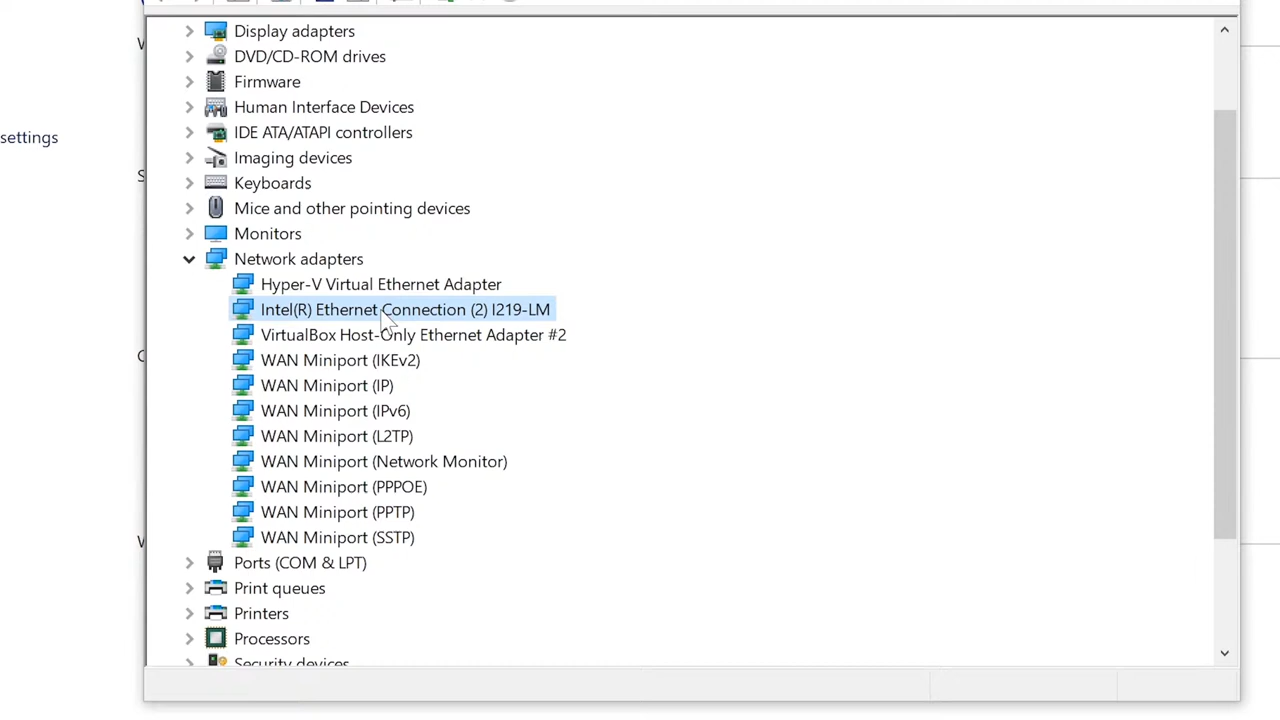 Display adapters
DVD/CD-ROM drives
Firmware
settings
Human Interface Devices
IDE ATA/ATAPI controllers
Imaging devices
Keyboards
Mice and other pointing devices
Monitors
Network adapters
Hyper-V Virtual Ethernet Adapter
Intel(R) Ethernet Connection (2) I219-LM
VirtualBox Host-Only Ethernet Adapter #2
WAN Miniport (IKEv2)
WAN Miniport (IP)
WAN Miniport (IPv6)
WAN Miniport (L2TP)
WAN Miniport (Network Monitor)
WAN Miniport (PPPOE)
WAN Miniport (PPTP)
WAN Miniport (SSTP)
Ports (COM & LPT)
Print queues
Printers
Processors
Security devices